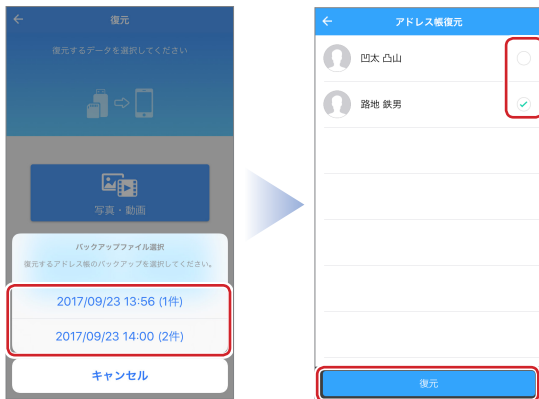 復元
復元するデータを選択してください
写真・動画
バックアップファイル選択
復元するアドレス帳のバックアップを選択してください。
2017/09/23 13:56 (1件)
2017/09/23 14:00 (2件)
キャンセル
アドレス帳復元
凹太 凸山
路地 鉄男
復元